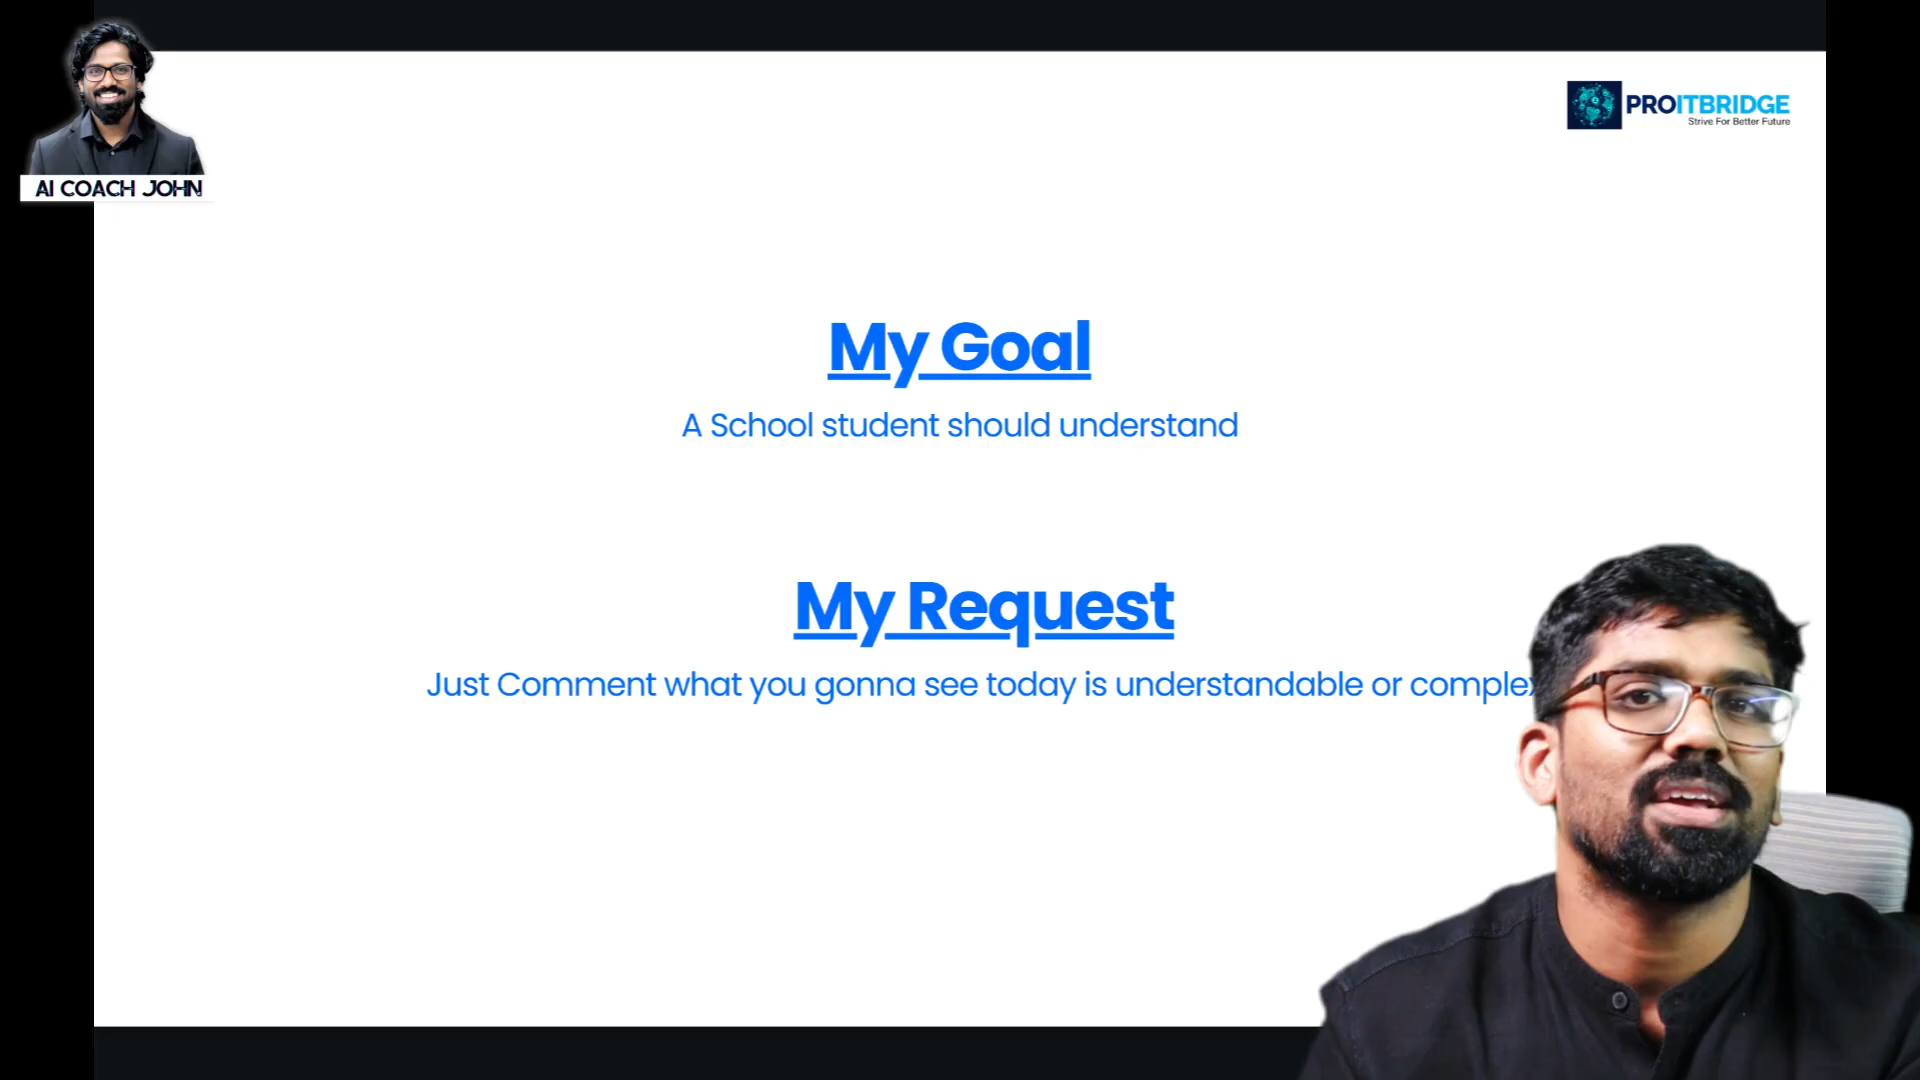 AI COACH JOHN
PROITBRIDGE
Strive For Better Future
My Goal
A School student should understand
My Request
Just Comment what you gonna see today is understandable or complex